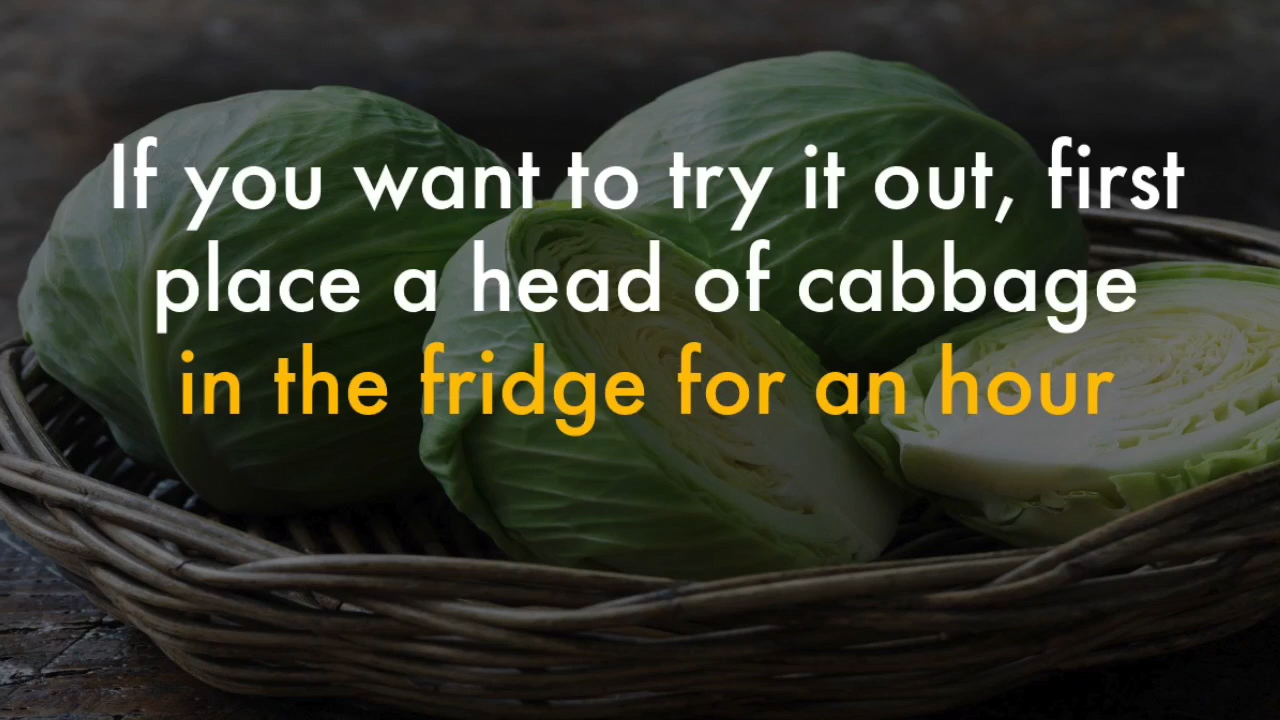 If you want to try it out, first
place a head of cabbage
in the fridge for an hour